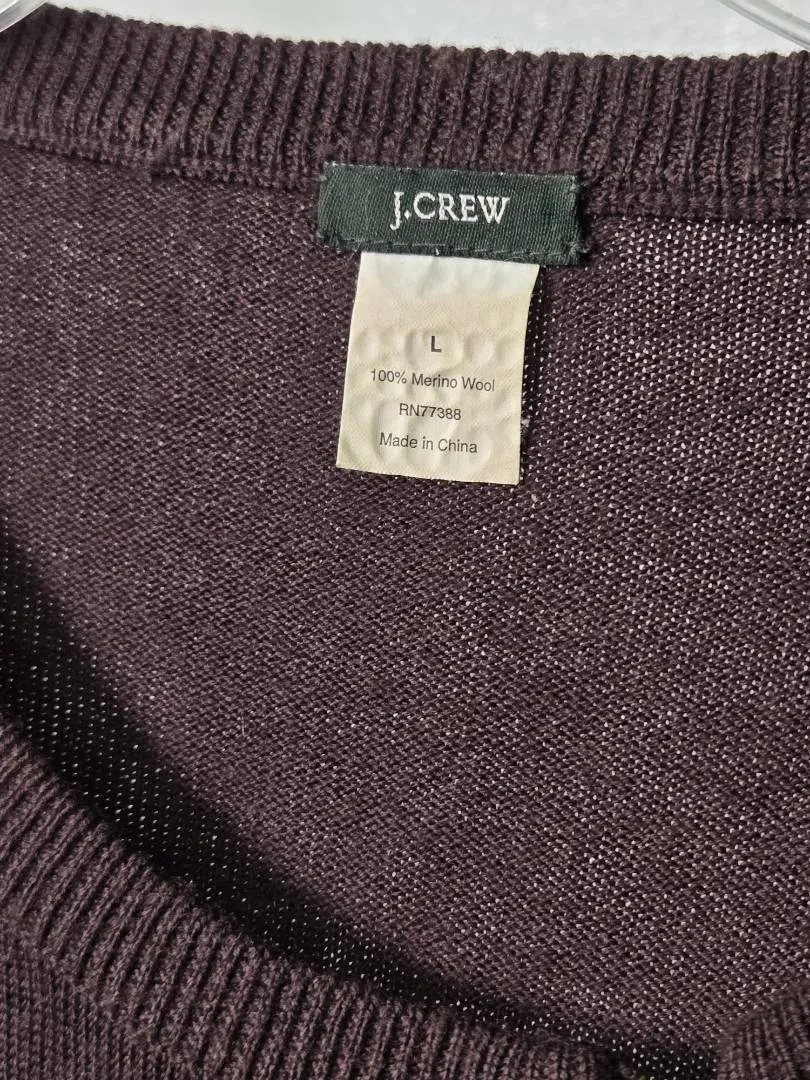 J.CREW
L
100% Merino Wool
RN77388
Made in China